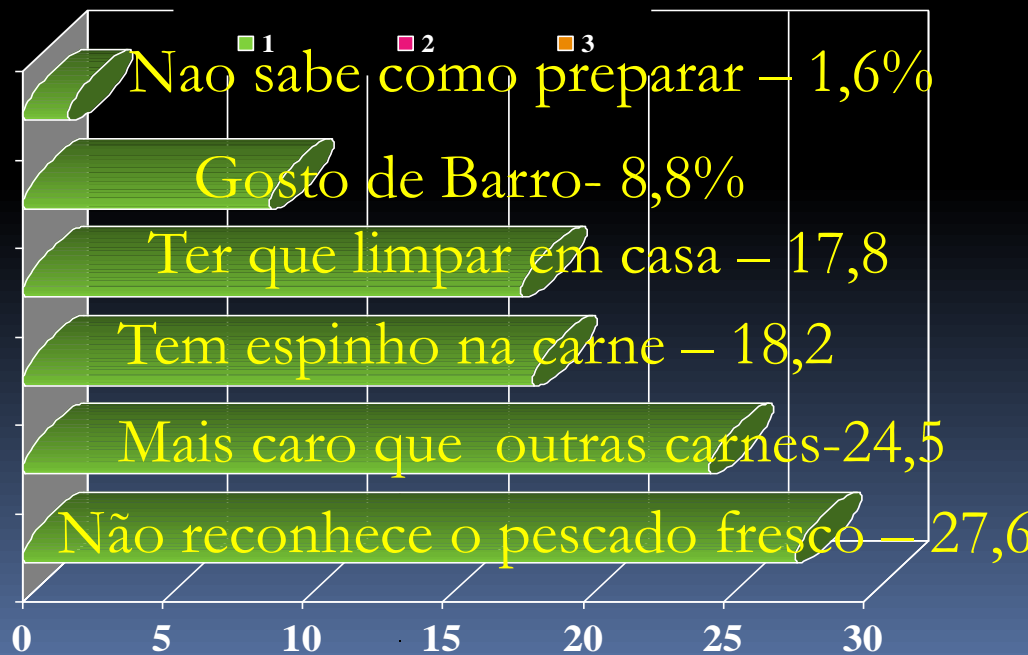 1 2 3
Nao sabe como preparar – 1,6%
Gosto de Barro- 8,8%
Ter que limpar em casa – 17,8
Tem espinho na carne – 18,2
Mais caro que outras carnes-24,5
Não reconhece o pescado fresco – 27,6
0 5 10 15 20 25 30